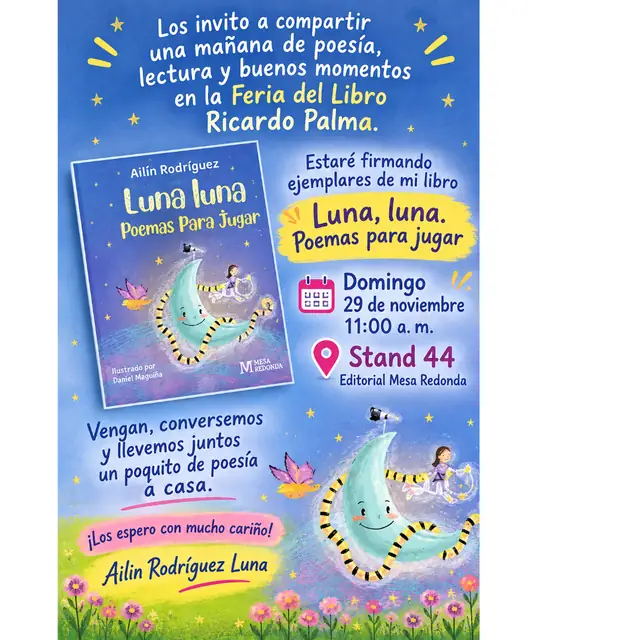 Los invito a compartir
una mañana de poesía,
lectura y buenos momentos
en la Feria del Libro
Ricardo Palma.
Ailín Rodríguez
Luna luna
Poemas Para Jugar
Ilustrado por
Daniel Maguiña
M MESA
REDONDA
Estaré firmando
ejemplares de mi libro
Luna, luna.
Poemas para jugar
Domingo
29 de noviembre
11:00 a. m.
Stand 44
Editorial Mesa Redonda
Vengan, conversemos
y llevemos juntos
un poquito de poesía
a casa.
¡Los espero con mucho cariño!
Ailin Rodríguez Luna